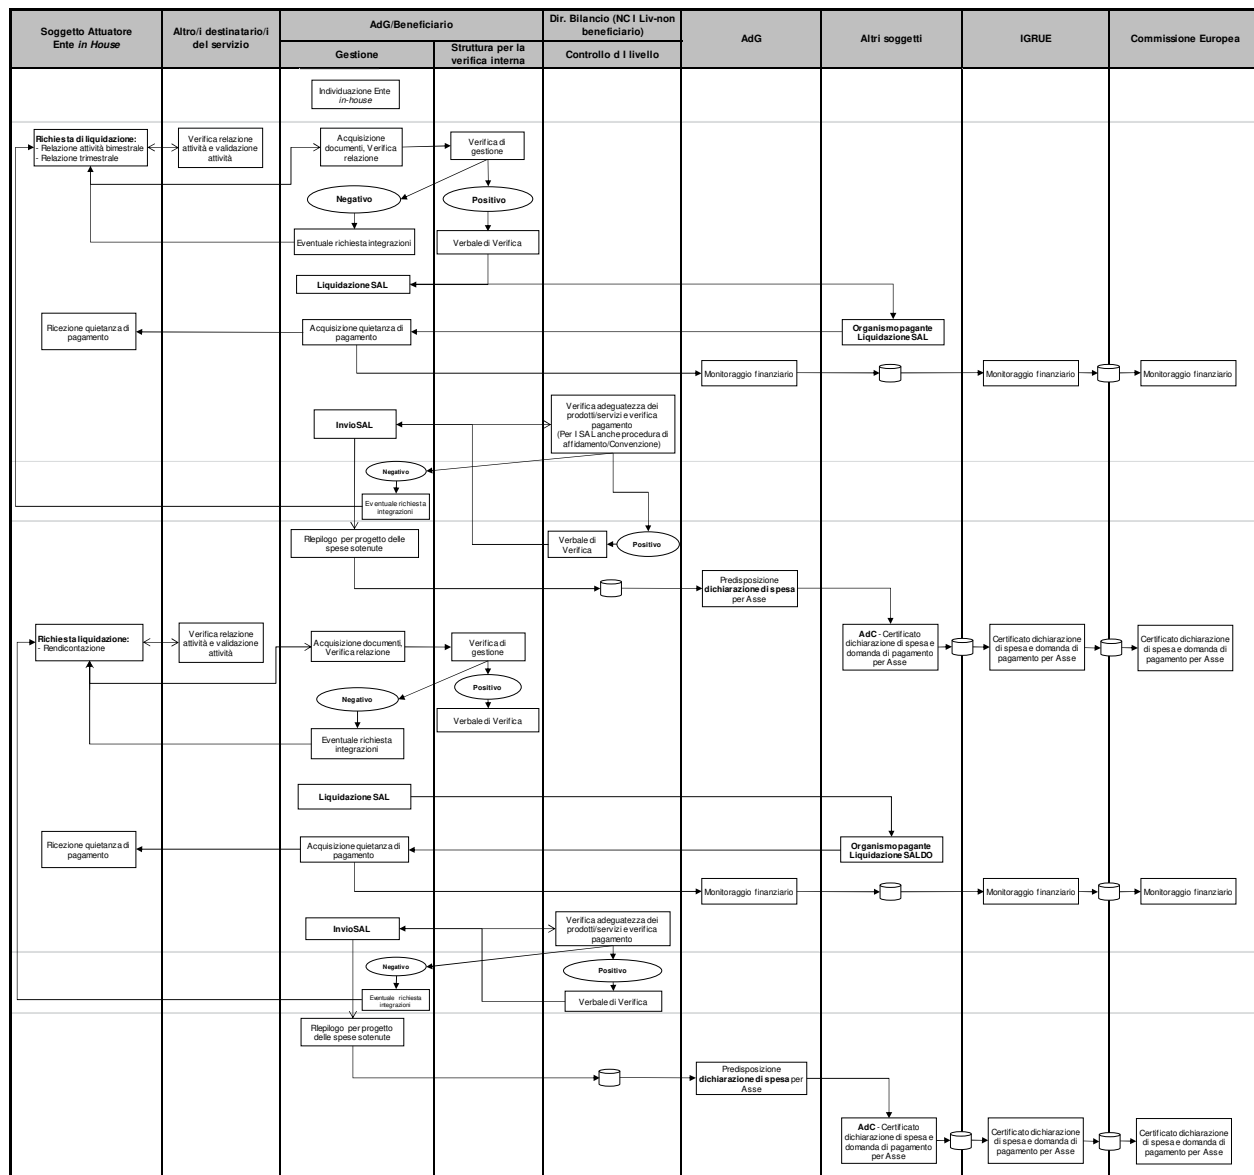 Soggetto Attuatore
Ente in House
Altro/i destinatario/i
del servizio
AdG/Beneficiario
Gestione
Struttura per la
verifica interna
Dir. Bilancio (NC I Liv-non
beneficiario)
Controllo d I livello
AdG
Altri soggetti
IGRUE
Commissione Europea
Individuazione Ente
in-house
Richiesta di liquidazione:
- Relazione attività bimestrale
- Relazione trimestrale
Verifica relazione
attività e validazione
attività
Acquisizione
documenti, Verifica
relazione
Verifica di
gestione
Negativo
Positivo
Eventuale richiesta integrazioni
Verbale di Verifica
Liquidazione SAL
Ricezione quietanza di
pagamento
Acquisizione quietanza di
pagamento
Organismo pagante
Liquidazione SAL
Monitoraggio finanziario
Monitoraggio finanziario
Monitoraggio finanziario
Invio SAL
Verifica adeguatezza dei
prodotti/servizi e verifica
pagamento
(Per I SAL anche procedura di
affidamento/Convenzione)
Negativo
Eventuale richiesta
integrazioni
RIepilogo per progetto delle
spese sotenute
Verbale di
Verifica
Positivo
Predisposizione
dichiarazione di spesa
per Asse
Richiesta liquidazione:
- Rendicontazione
Verifica relazione
attività e validazione
attività
Acquisizione documenti,
Verifica relazione
Verifica di
gestione
AdC - Certificato
dichiarazione di spesa e
domanda di pagamento
per Asse
Certificato dichiarazione
di spesa e domanda di
pagamento per Asse
Certificato dichiarazione
di spesa e domanda di
pagamento per Asse
Negativo
Positivo
Eventuale richiesta
integrazioni
Verbale di Verifica
Liquidazione SAL
Ricezione quietanza di
pagamento
Acquisizione quietanza di
pagamento
Organismo pagante
Liquidazione SALDO
Monitoraggio finanziario
Monitoraggio finanziario
Monitoraggio finanziario
Invio SAL
Verifica adeguatezza dei
prodotti/servizi e verifica
pagamento
Negativo
Positivo
Eventuale richiesta
integrazioni
Verbale di Verifica
RIepilogo per progetto
delle spese sotenute
Predisposizione
dichiarazione di spesa per
Asse
AdC - Certificato
dichiarazione di spesa e
domanda di pagamento
per Asse
Certificato dichiarazione
di spesa e domanda di
pagamento per Asse
Certificato dichiarazione
di spesa e domanda di
pagamento per Asse